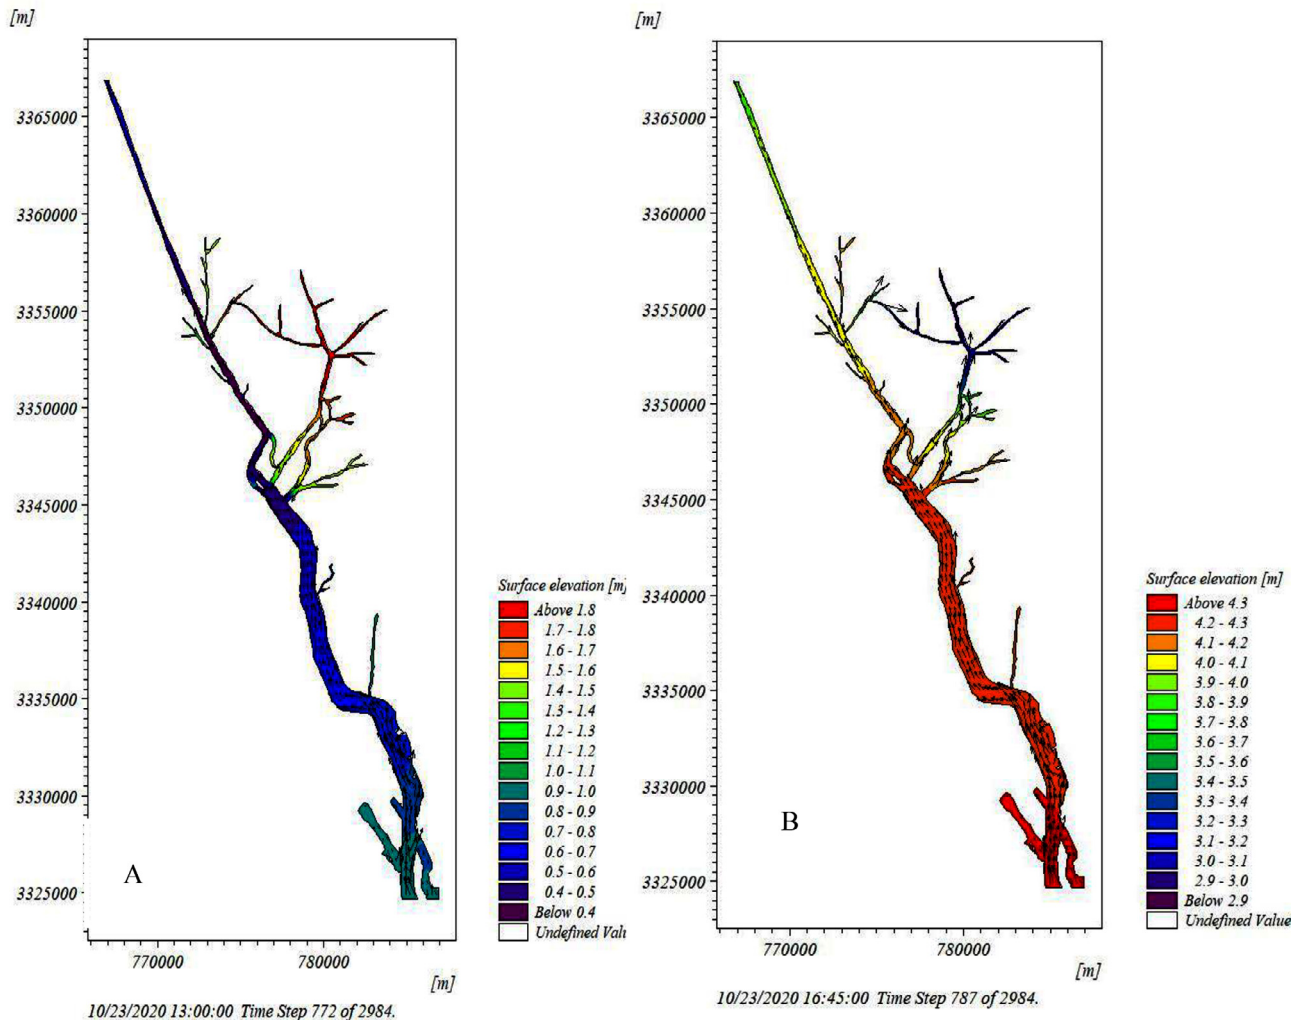 [m]
3365000
3360000
3355000
3350000
3345000
3340000
3335000
3330000
3325000
A
770000
780000
[m]
10/23/2020 13:00:00 Time Step 772 of 2984.
Surface elevation [m]
Above 1.8
1.7 - 1.8
1.6 - 1.7
1.5 - 1.6
1.4 - 1.5
1.3 - 1.4
1.2 - 1.3
1.1 - 1.2
1.0 - 1.1
0.9 - 1.0
0.8 - 0.9
0.7 - 0.8
0.6 - 0.7
0.5 - 0.6
0.4 - 0.5
Below 0.4
Undefined Valu
[m]
3365000
3360000
3355000
3350000
3345000
3340000
3335000
3330000
3325000
B
770000
780000
[m]
10/23/2020 16:45:00 Time Step 787 of 2984.
Surface elevation [m]
Above 4.3
4.2 - 4.3
4.1 - 4.2
4.0 - 4.1
3.9 - 4.0
3.8 - 3.9
3.7 - 3.8
3.6 - 3.7
3.5 - 3.6
3.4 - 3.5
3.3 - 3.4
3.2 - 3.3
3.1 - 3.2
3.0 - 3.1
2.9 - 3.0
Below 2.9
Undefined Value